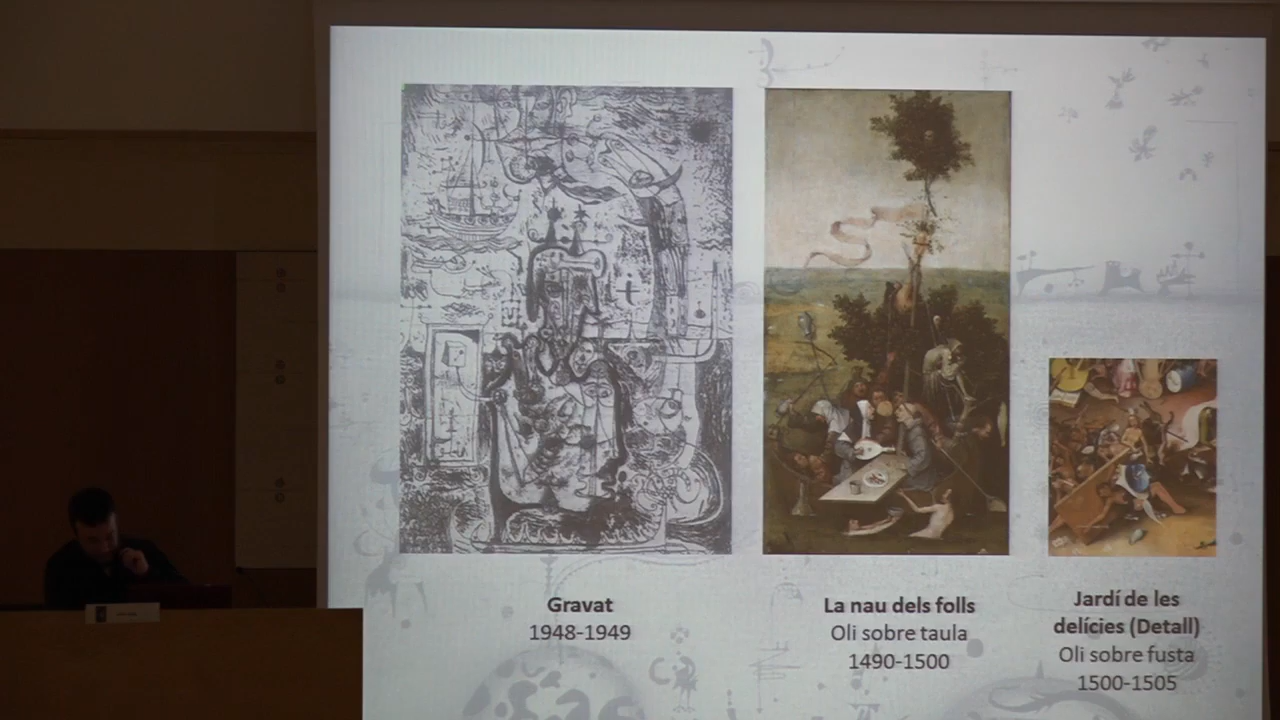 Gravat
1948-1949
La nau dels folls
Oli sobre taula
1490-1500
Jardí de les
delícies (Detall)
Oli sobre fusta
1500-1505